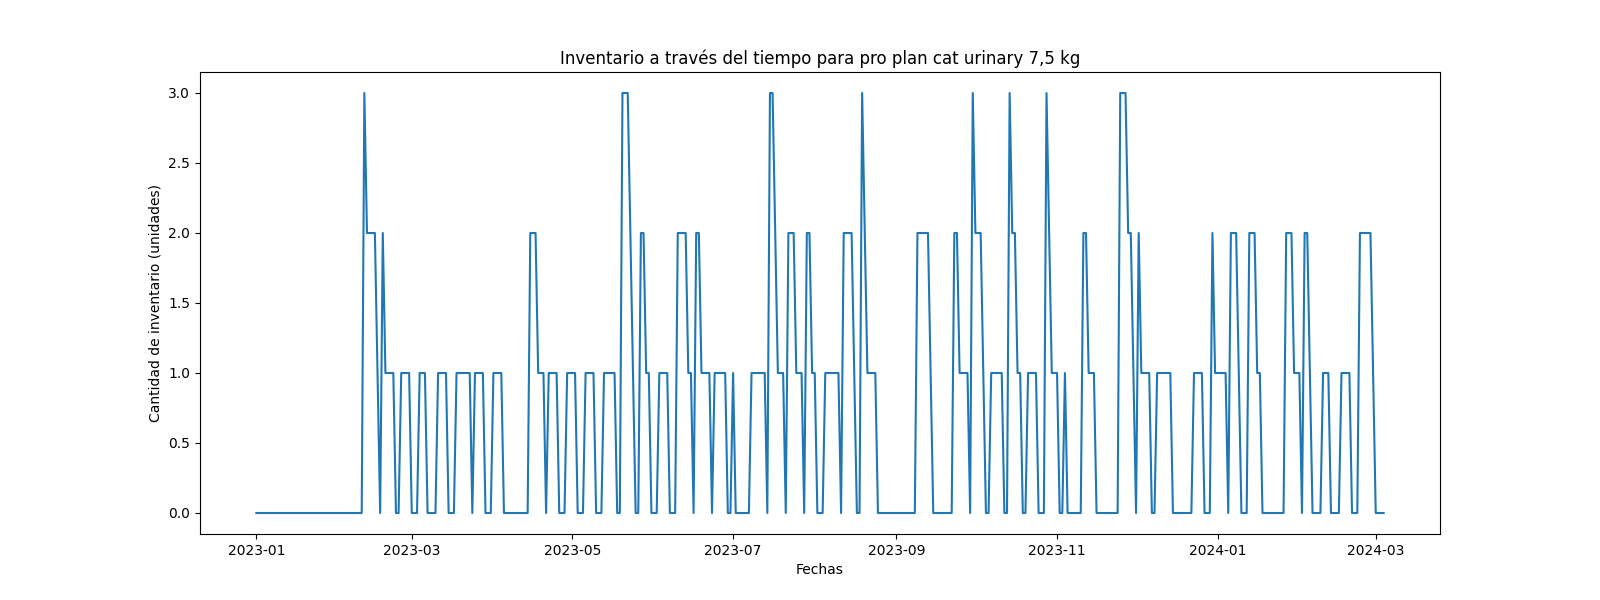 Inventario a través del tiempo para pro plan cat urinary 7,5 kg
Cantidad de inventario (unidades)
3.0
2.5
2.0
1.5
1.0
0.5
0.0
2023-01 2023-03 2023-05 2023-07 2023-09 2023-11 2024-01 2024-03
Fechas